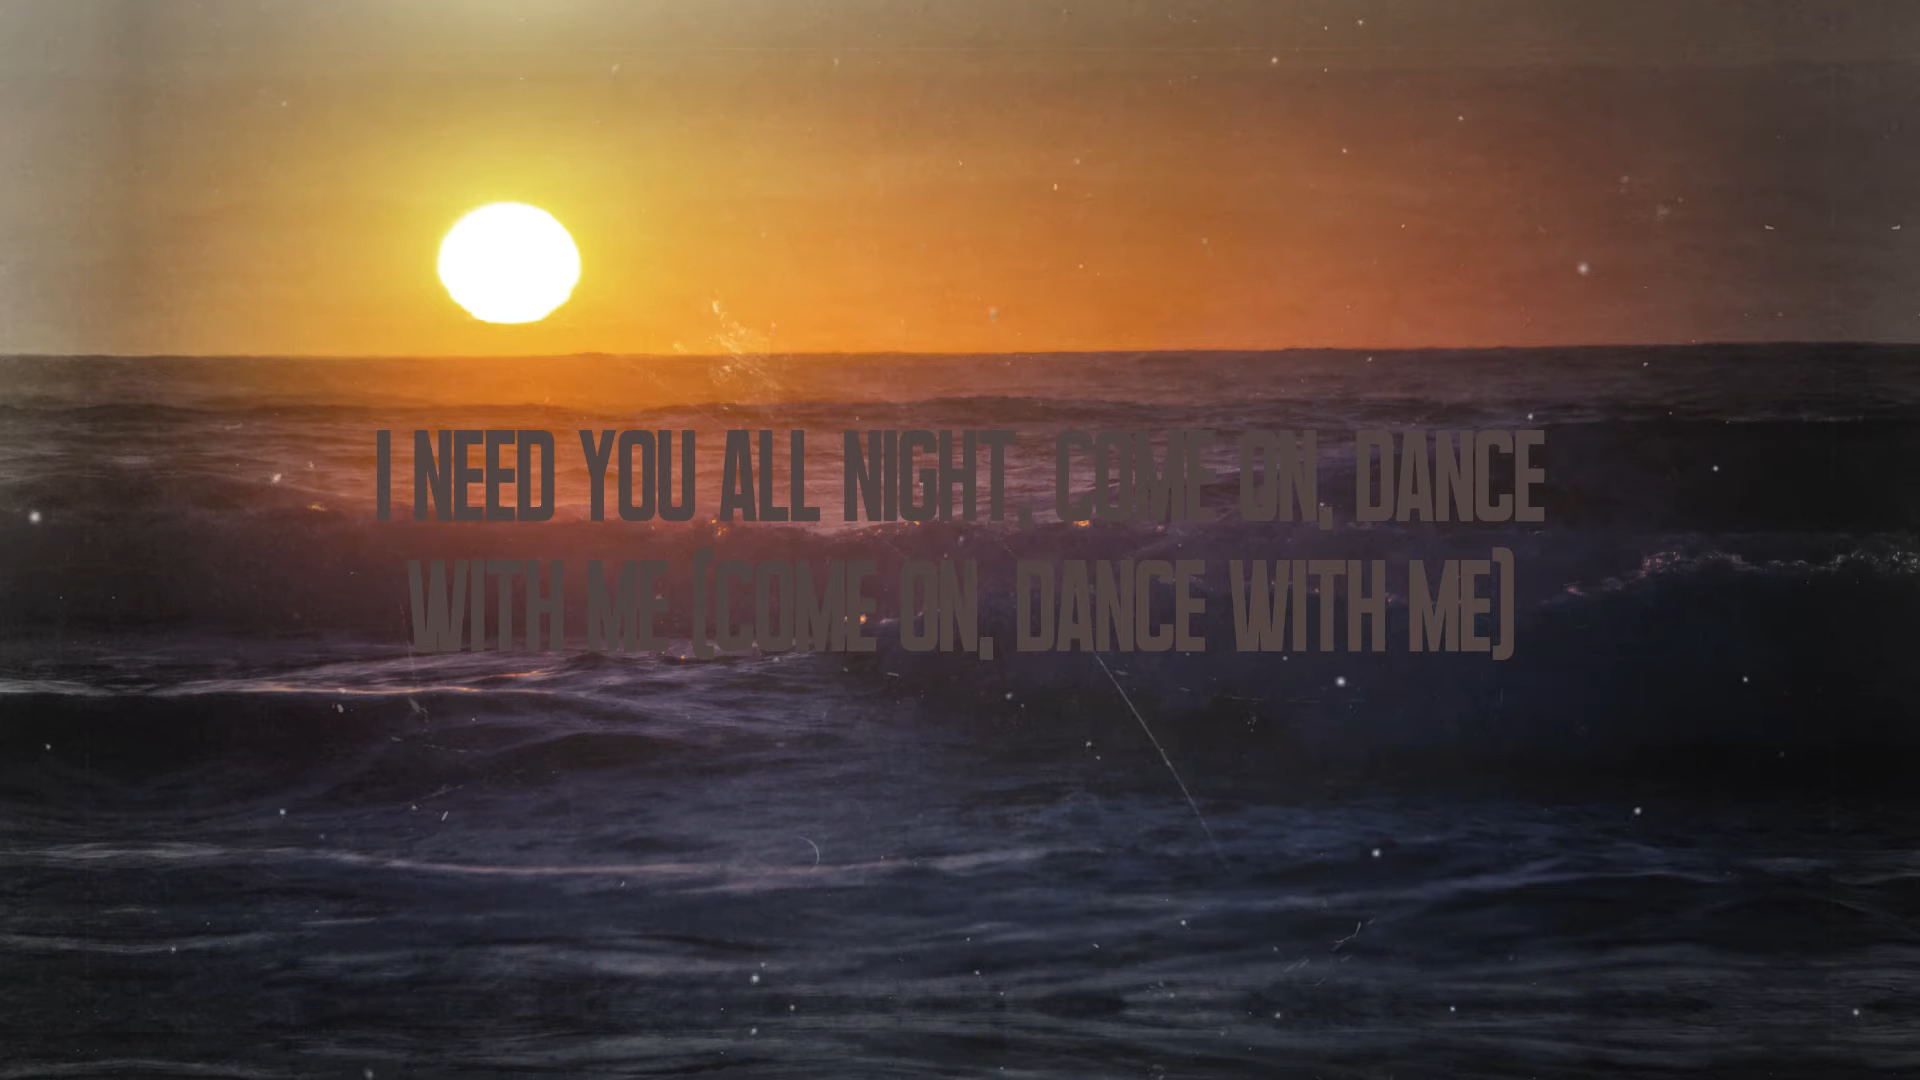 I NEED YOU ALL NIGHT, COME ON, DANCE
WITH ME (COME ON, DANCE WITH ME)